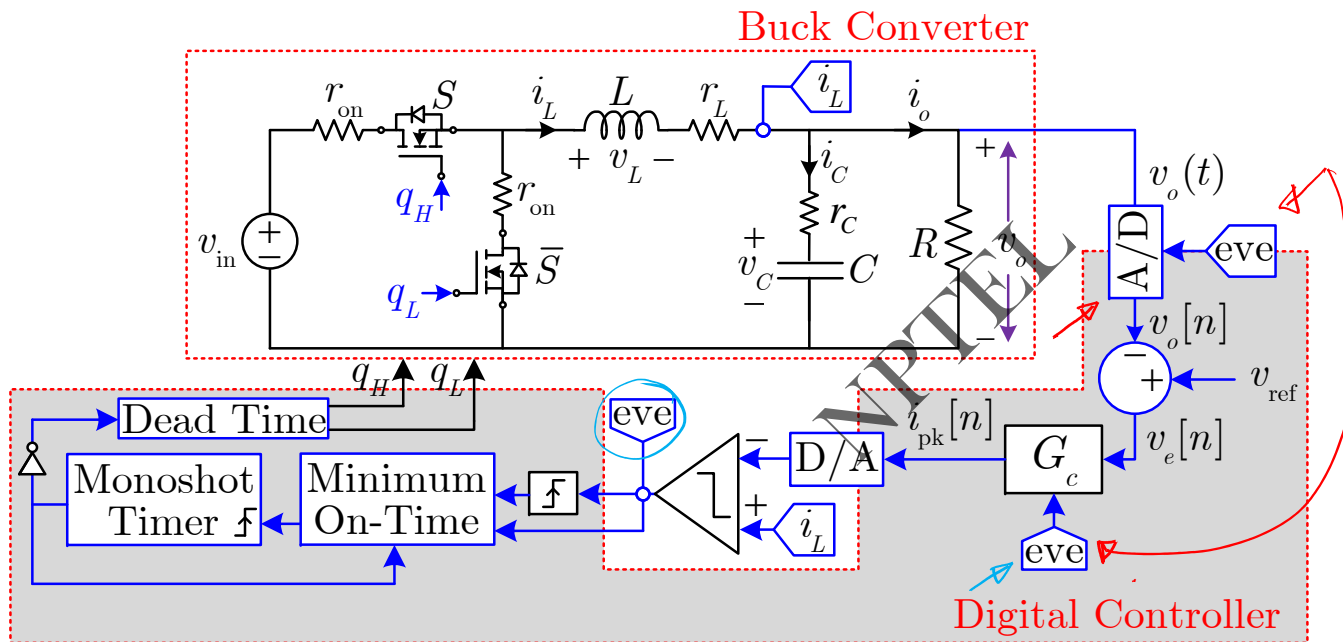 Buck Converter
r_on
S
i_L
L
r_L
i_L
i_o
+ v_L −
i_C
+
v_o(t)
q_H
r_on
r_C
v_in
+
−
S̅
+
v_C
−
C
R
v_o
−
A/D
eve
q_L
NPTEL
v_o[n]
q_H
q_L
−
+
v_ref
eve
i_pk[n]
v_e[n]
Dead Time
−
D/A
G_c
Monoshot
Timer
Minimum
On-Time
+
i_L
eve
Digital Controller